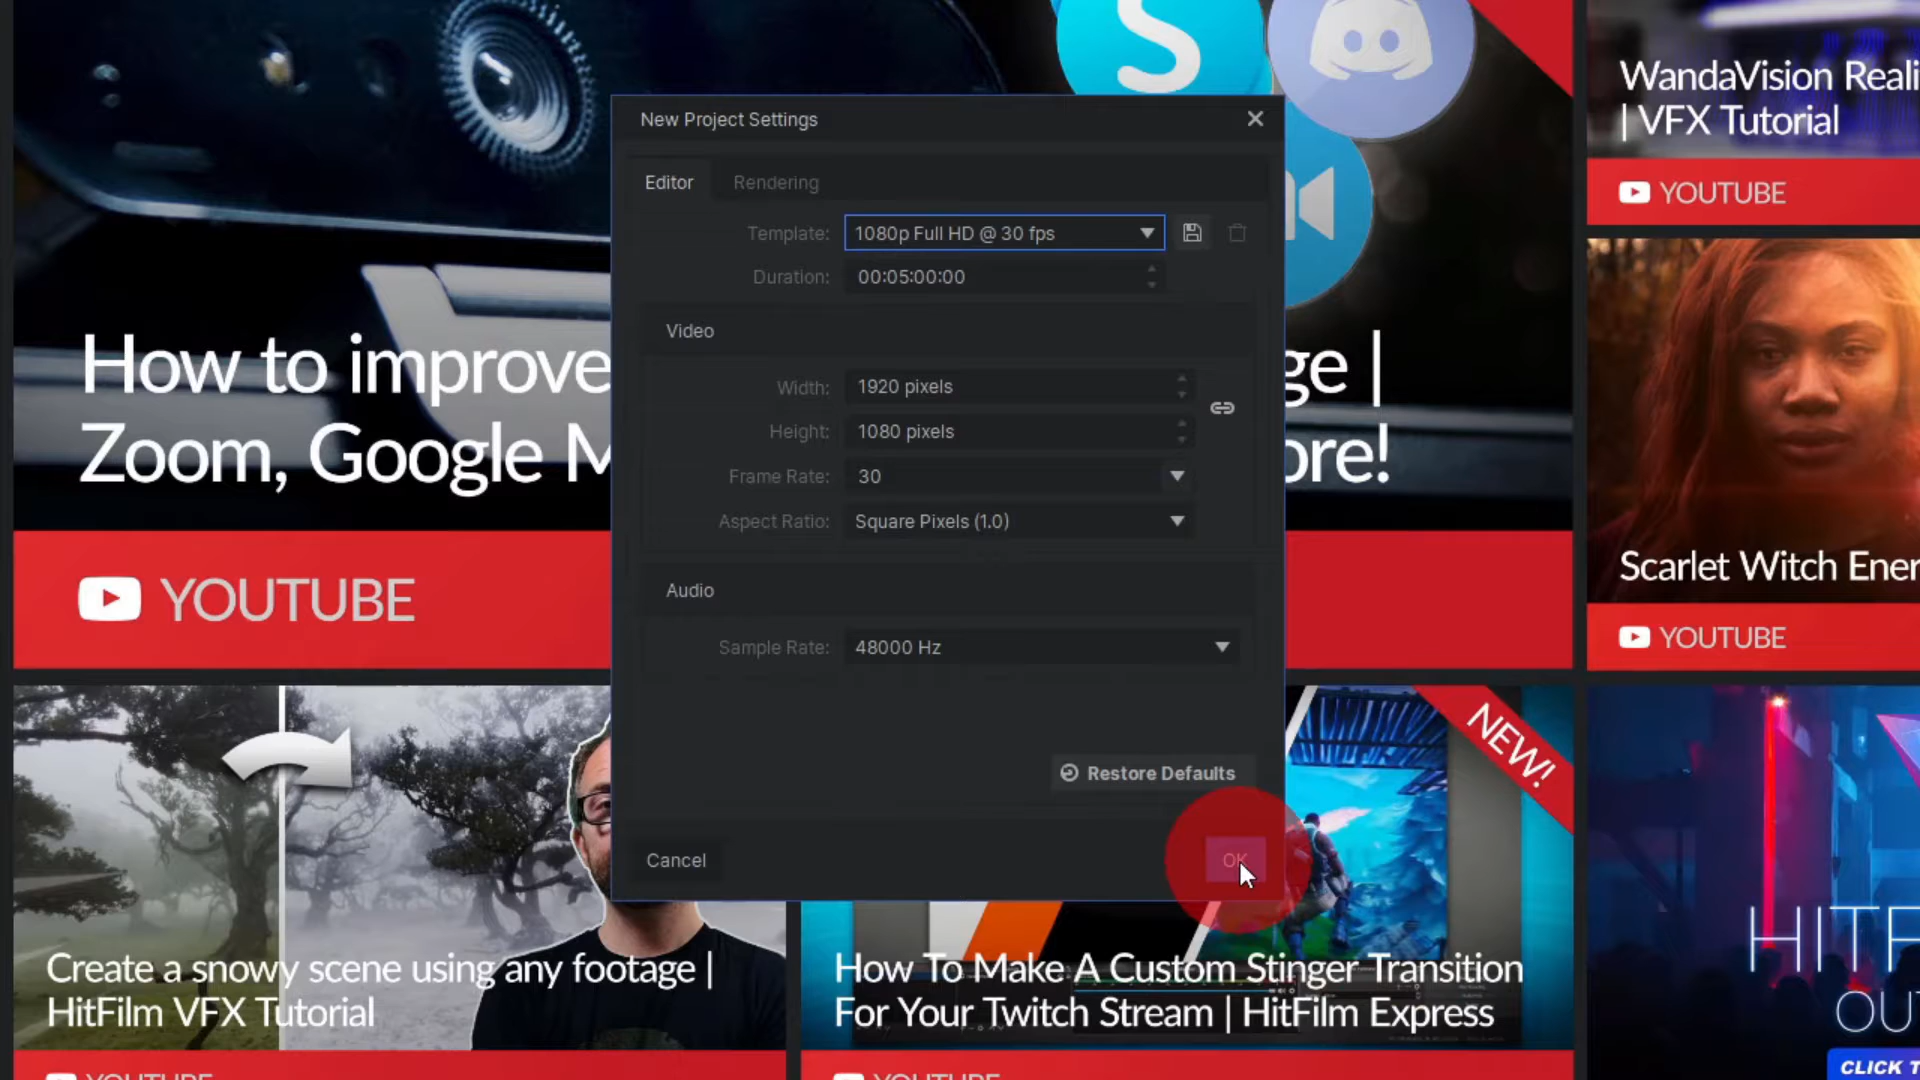 New Project Settings
Editor
Rendering
Template:
1080p Full HD @ 30 fps
Duration:
00:05:00:00
Video
Width:
1920 pixels
Height:
1080 pixels
Frame Rate:
30
Aspect Ratio:
Square Pixels (1.0)
Audio
Sample Rate:
48000 Hz
Restore Defaults
Cancel
OK
How to improve
ge |
Zoom, Google M
ore!
YOUTUBE
WandaVision Reali
| VFX Tutorial
YOUTUBE
Scarlet Witch Ener
YOUTUBE
Create a snowy scene using any footage |
HitFilm VFX Tutorial
YOUTUBE
NEW!
How To Make A Custom Stinger Transition
For Your Twitch Stream | HitFilm Express
YOUTUBE
HITF
OU
CLICK T